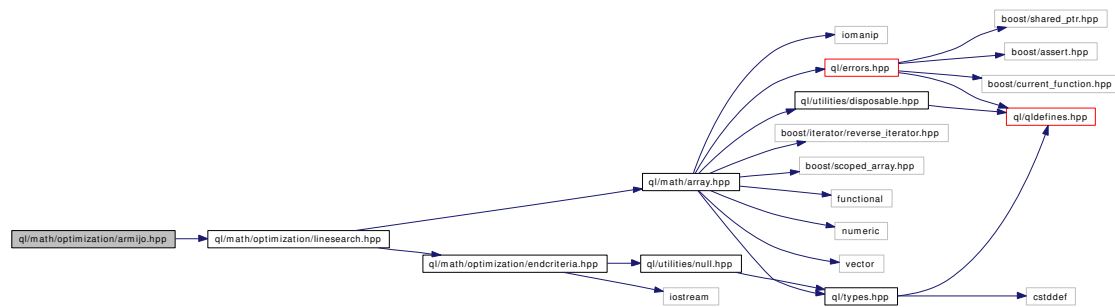 boost/shared_ptr.hpp
iomanip
boost/assert.hpp
ql/errors.hpp
boost/current_function.hpp
ql/utilities/disposable.hpp
ql/qldefines.hpp
boost/iterator/reverse_iterator.hpp
boost/scoped_array.hpp
ql/math/array.hpp
functional
numeric
ql/math/optimization/armijo.hpp
ql/math/optimization/linesearch.hpp
ql/math/optimization/endcriteria.hpp
ql/utilities/null.hpp
vector
iostream
ql/types.hpp
cstddef